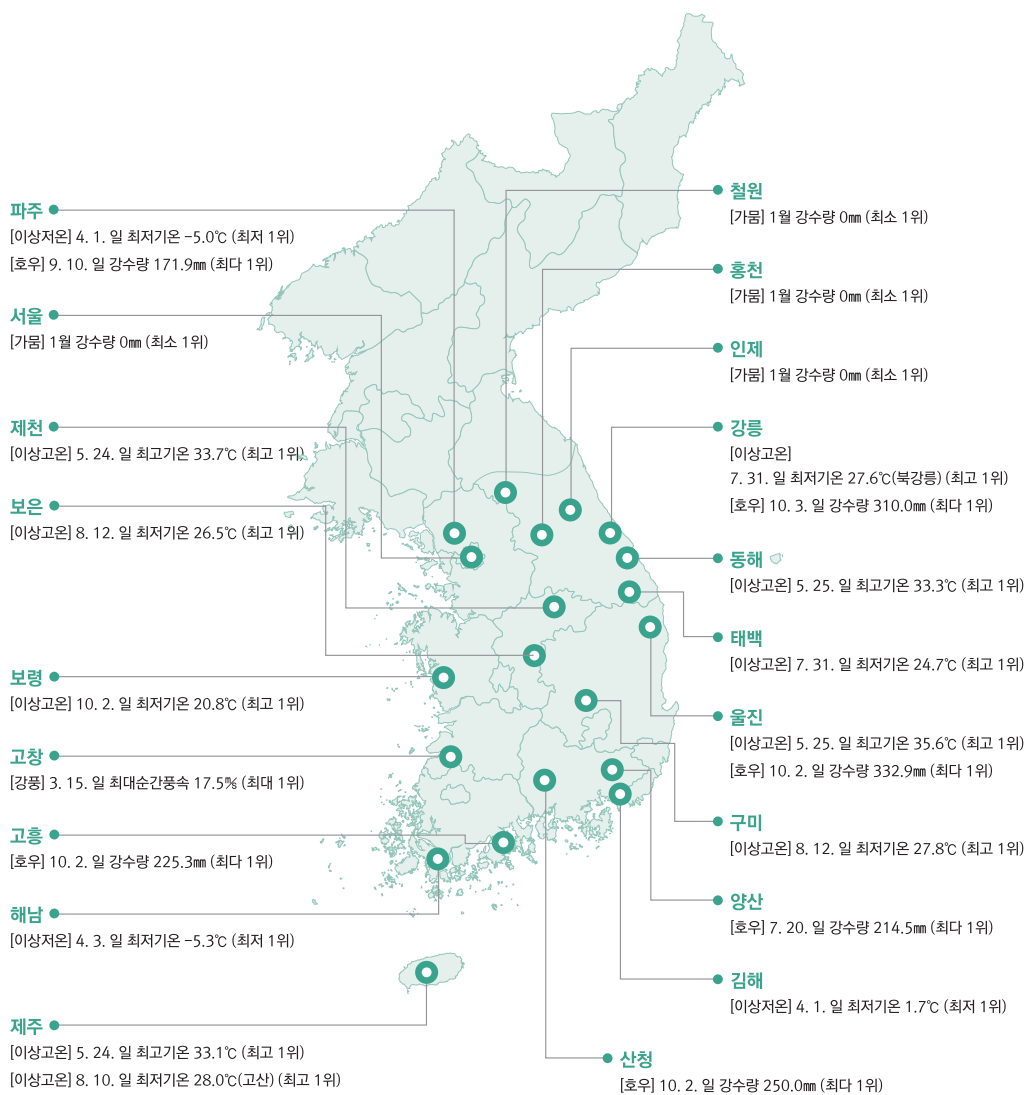 파주
[이상저온] 4. 1. 일 최저기온 -5.0℃ (최저 1위)
[호우] 9. 10. 일 강수량 171.9㎜ (최다 1위)
서울
[가뭄] 1월 강수량 0㎜ (최소 1위)
제천
[이상고온] 5. 24. 일 최고기온 33.7℃ (최고 1위)
보은
[이상고온] 8. 12. 일 최저기온 26.5℃ (최고 1위)
보령
[이상고온] 10. 2. 일 최저기온 20.8℃ (최고 1위)
고창
[강풍] 3. 15. 일 최대순간풍속 17.5% (최대 1위)
고흥
[호우] 10. 2. 일 강수량 225.3㎜ (최다 1위)
해남
[이상저온] 4. 3. 일 최저기온 -5.3℃ (최저 1위)
제주
[이상고온] 5. 24. 일 최고기온 33.1℃ (최고 1위)
[이상고온] 8. 10. 일 최저기온 28.0℃(고산) (최고 1위)
철원
[가뭄] 1월 강수량 0㎜ (최소 1위)
홍천
[가뭄] 1월 강수량 0㎜ (최소 1위)
인제
[가뭄] 1월 강수량 0㎜ (최소 1위)
강릉
[이상고온]
7. 31. 일 최저기온 27.6℃(북강릉) (최고 1위)
[호우] 10. 3. 일 강수량 310.0㎜ (최다 1위)
동해
[이상고온] 5. 25. 일 최고기온 33.3℃ (최고 1위)
태백
[이상고온] 7. 31. 일 최저기온 24.7℃ (최고 1위)
울진
[이상고온] 5. 25. 일 최고기온 35.6℃ (최고 1위)
[호우] 10. 2. 일 강수량 332.9㎜ (최다 1위)
구미
[이상고온] 8. 12. 일 최저기온 27.8℃ (최고 1위)
양산
[호우] 7. 20. 일 강수량 214.5㎜ (최다 1위)
김해
[이상저온] 4. 1. 일 최저기온 1.7℃ (최저 1위)
산청
[호우] 10. 2. 일 강수량 250.0㎜ (최다 1위)